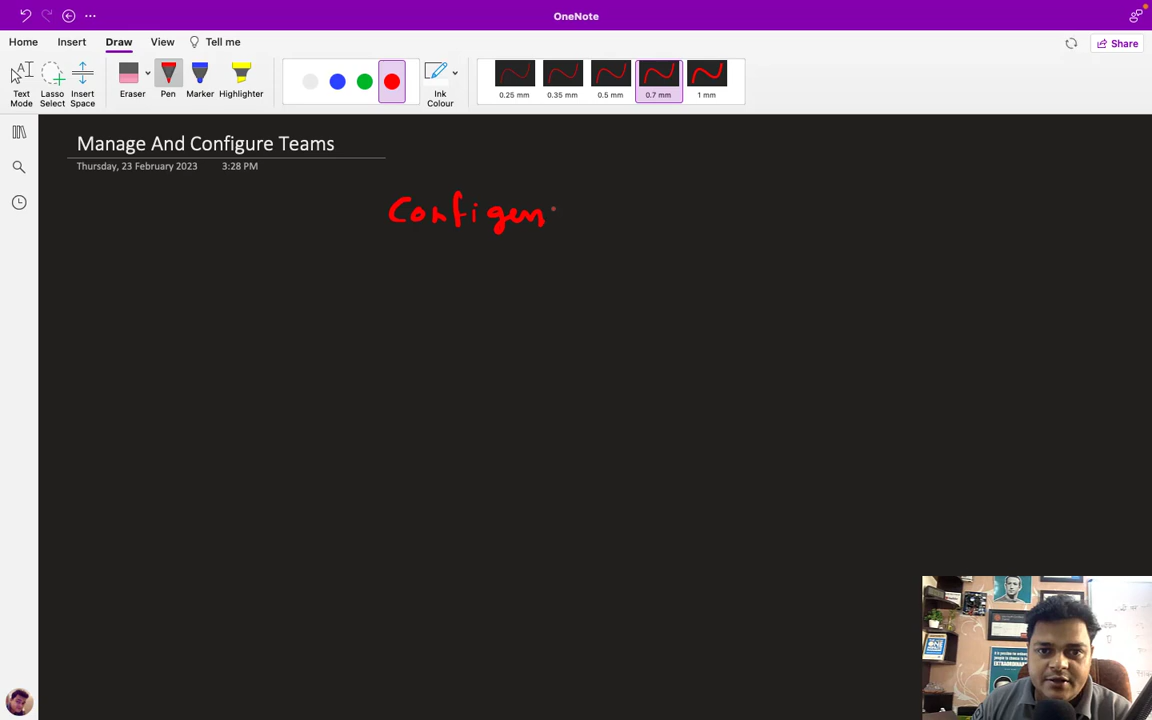 OneNote
Home Insert Draw View Tell me
Share
Text Mode
Lasso Select
Insert Space
Eraser
Pen
Marker
Highlighter
Ink Colour
0.25 mm
0.35 mm
0.5 mm
0.7 mm
1 mm
Manage And Configure Teams
Thursday, 23 February 2023 3:28 PM
Configen
EXTRAORDINARY